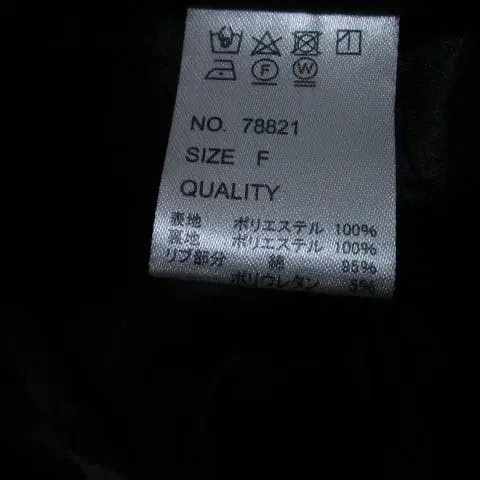 F W
NO. 78821
SIZE F
QUALITY
表地 ポリエステル 100%
裏地 ポリエステル 100%
リブ部分 綿 95%
ポリウレタン 5%